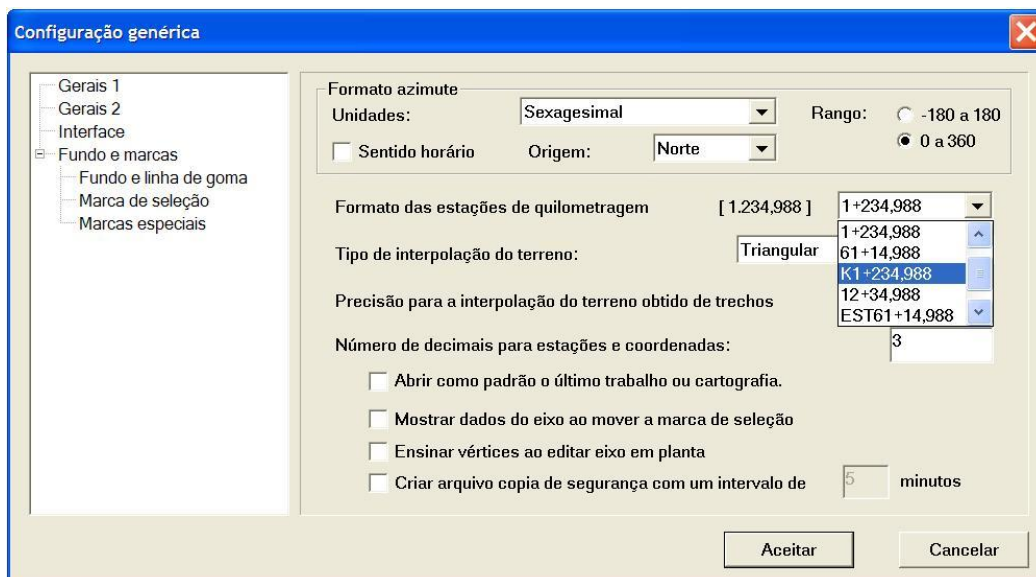 Configuração genérica
Gerais 1
Gerais 2
Interface
Fundo e marcas
Fundo e linha de goma
Marca de seleção
Marcas especiais
Formato azimute
Unidades: Sexagesimal Rango: -180 a 180
0 a 360
Sentido horário Origem: Norte
Formato das estações de quilometragem [ 1.234,988 ] 1+234,988
1+234,988
61+14,988
K1+234,988
12+34,988
EST61+14,988
Tipo de interpolação do terreno: Triangular
Precisão para a interpolação do terreno obtido de trechos
Número de decimais para estações e coordenadas: 3
Abrir como padrão o último trabalho ou cartografia.
Mostrar dados do eixo ao mover a marca de seleção
Ensinar vértices ao editar eixo em planta
Criar arquivo copia de segurança com um intervalo de 5 minutos
Aceitar Cancelar